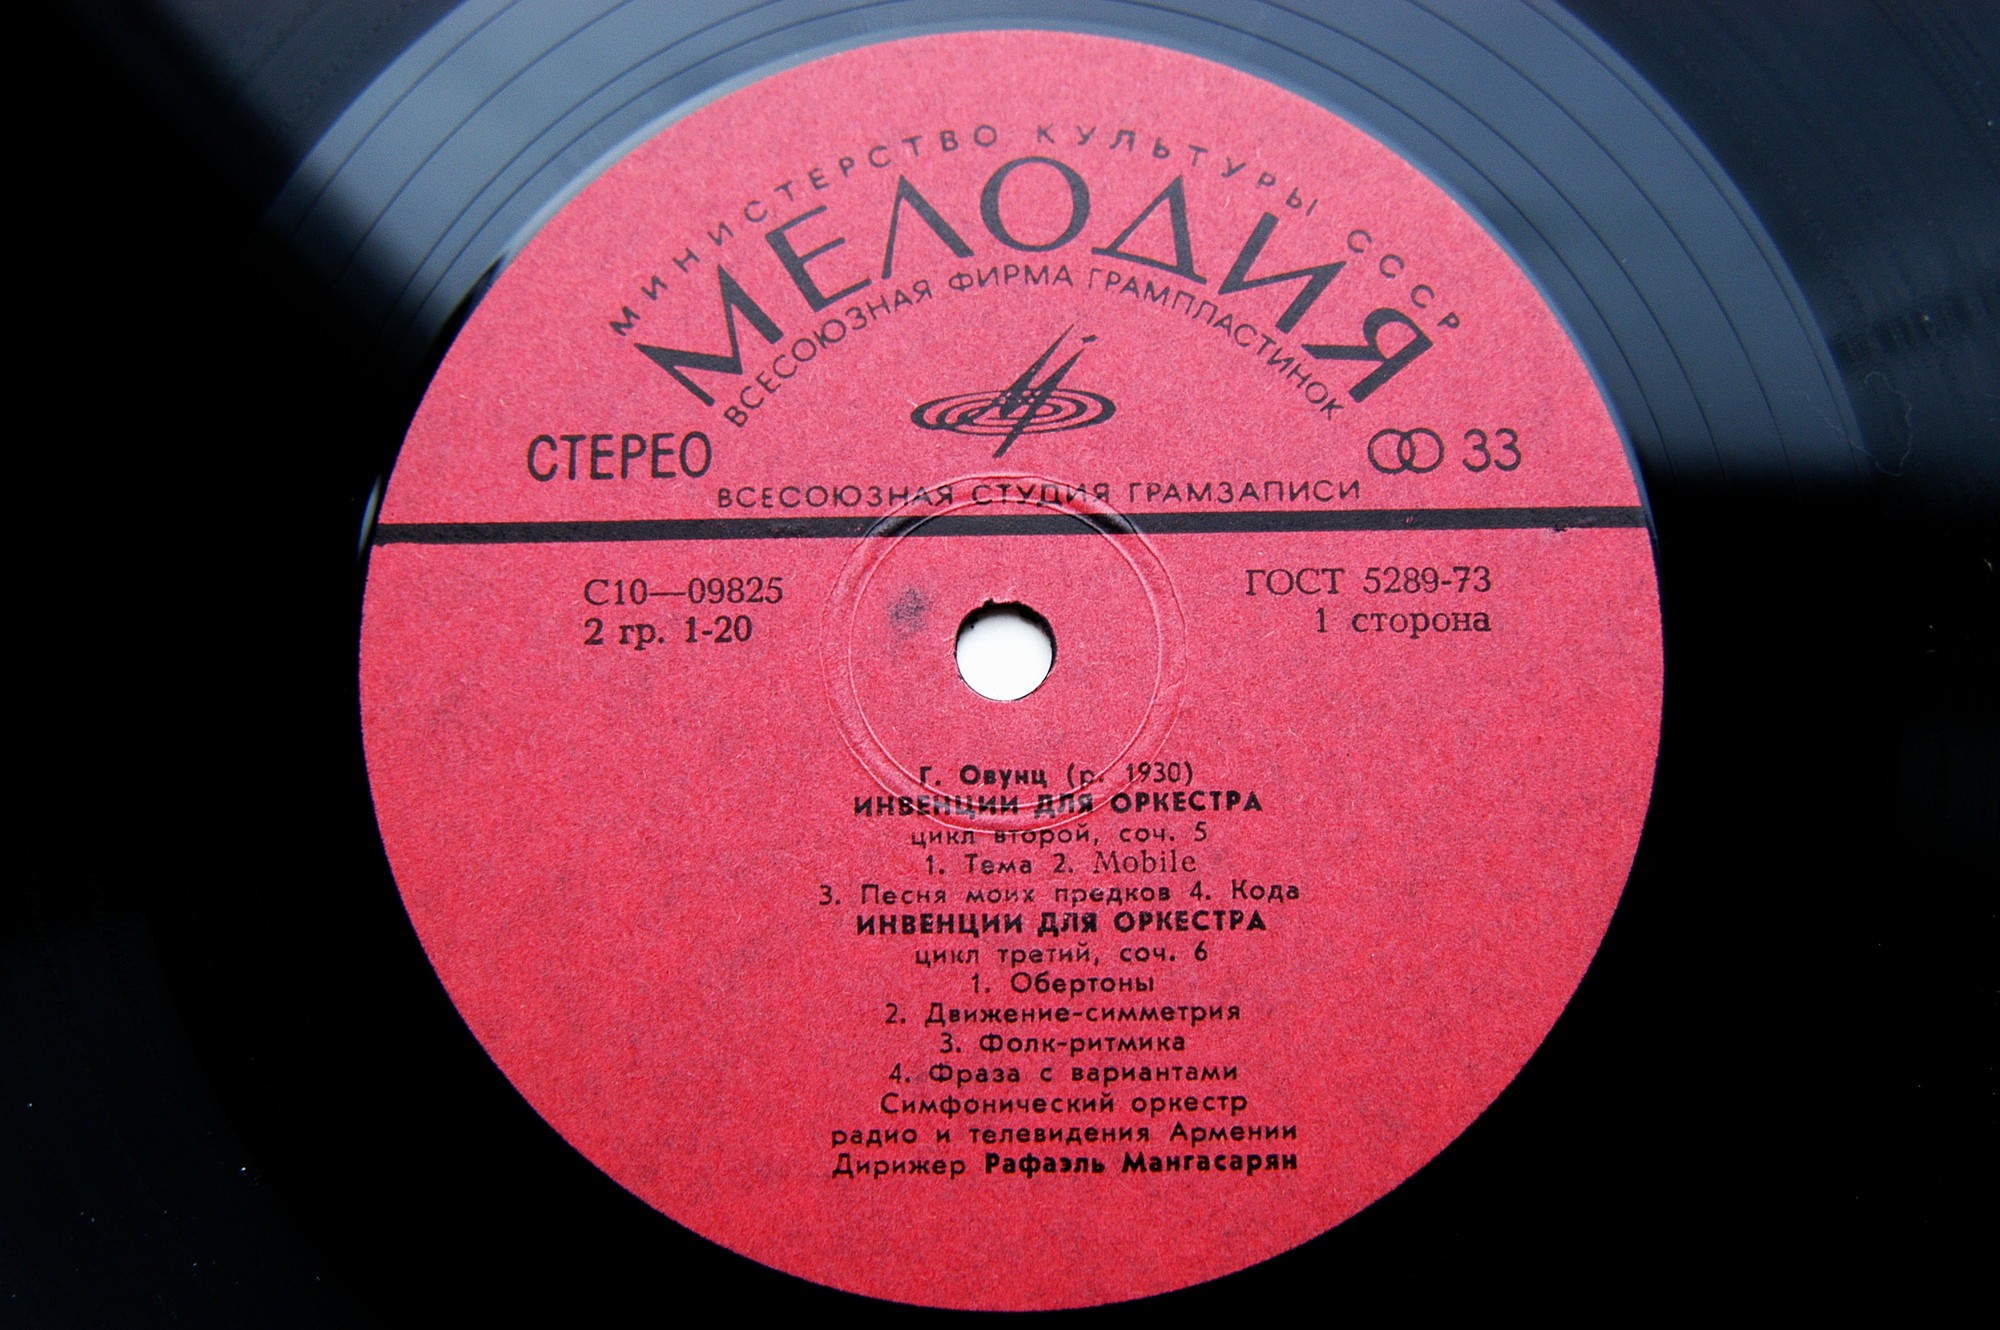 МИНИСТЕРСТВО КУЛЬТУРЫ СССР
МЕЛОДИЯ
ВСЕСОЮЗНАЯ ФИРМА ГРАМПЛАСТИНОК
СТЕРЕО
33
ВСЕСОЮЗНАЯ СТУДИЯ ГРАМЗАПИСИ
С10—09825
ГОСТ 5289-73
2 гр. 1-20
1 сторона
Г. Овунц (р. 1930)
ИНВЕНЦИИ ДЛЯ ОРКЕСТРА
цикл второй, соч. 5
1. Тема 2. Mobile
3. Песня моих предков 4. Кода
ИНВЕНЦИИ ДЛЯ ОРКЕСТРА
цикл третий, соч. 6
1. Обертоны
2. Движение-симметрия
3. Фолк-ритмика
4. Фраза с вариантами
Симфонический оркестр
радио и телевидения Армении
Дирижер Рафаэль Мангасарян